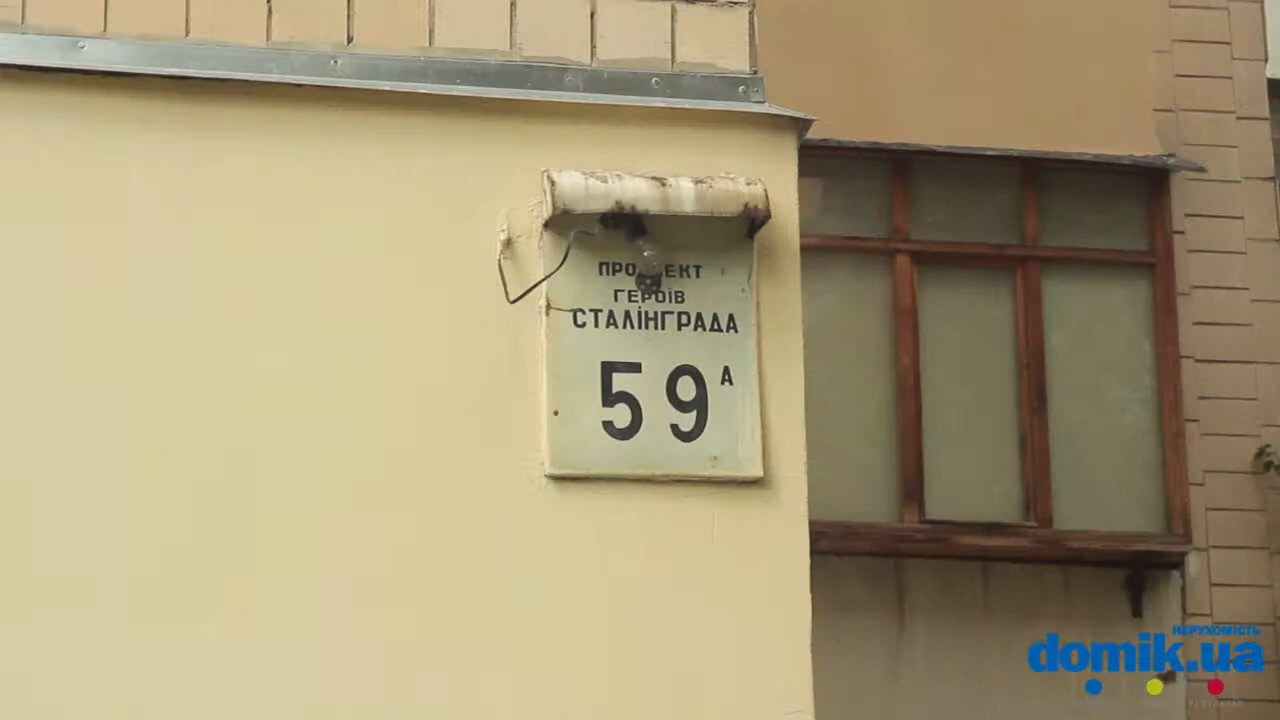 ПРОСПЕКТ
ГЕРОЇВ
СТАЛІНГРАДА
59 А
НЕРУХОМІСТЬ
domik.ua